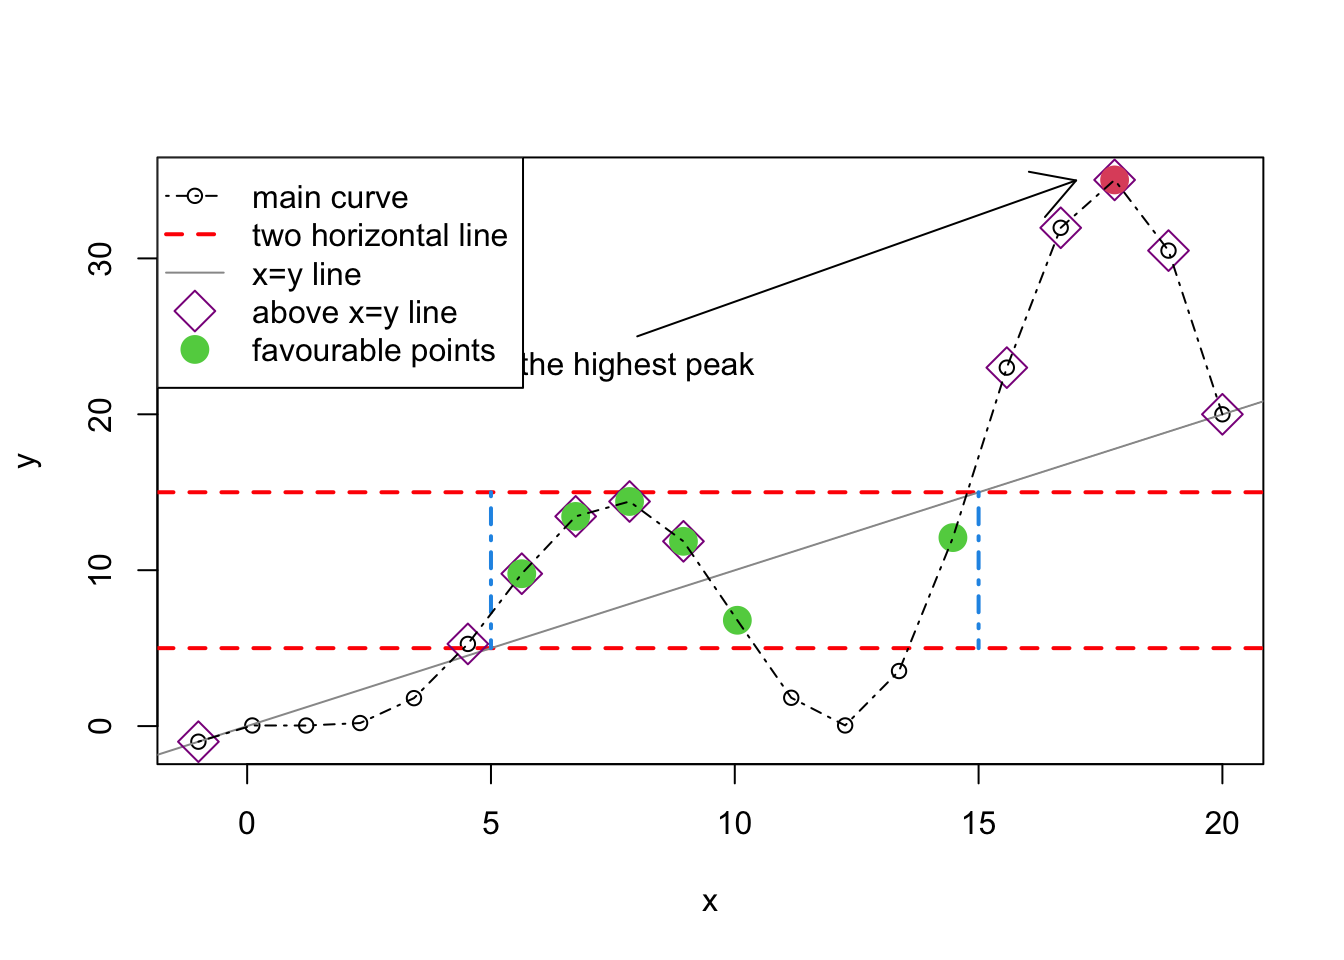 main curve
two horizontal line
x=y line
above x=y line
favourable points
the highest peak
y
30
20
10
0
0 5 10 15 20
x